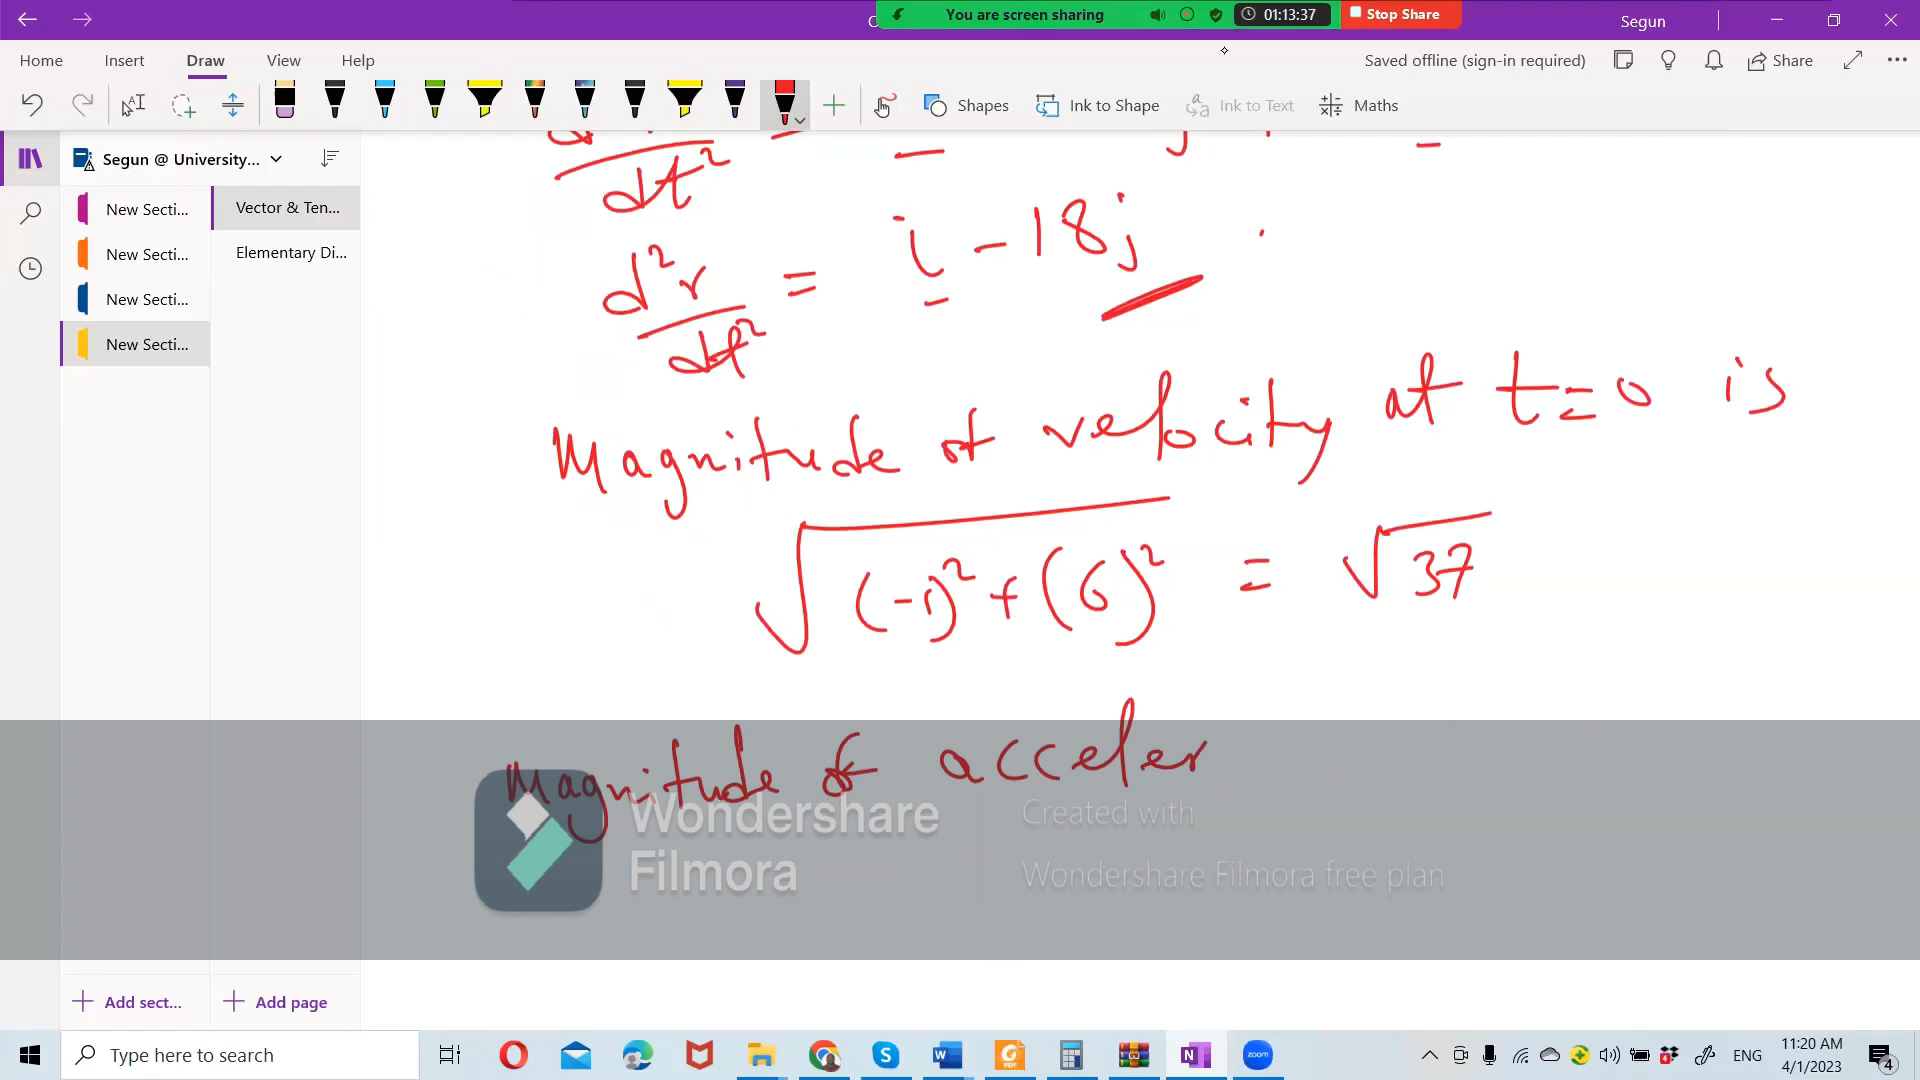 You are screen sharing 01:13:37 Stop Share
Segun
Home Insert Draw View Help
Saved offline (sign-in required) Share
Shapes Ink to Shape Ink to Text Maths
Segun @ University...
New Secti...
New Secti...
New Secti...
New Secti...
Vector & Ten...
Elementary Di...
dt²
d²r/dt² = i - 18j
Magnitude of velocity at t=0 is
√(-1)² + (6)² = √37
Magnitude of acceler
Wondershare
Filmora
Created with
Wondershare Filmora free plan
Add sect... Add page
Type here to search
ENG
11:20 AM
4/1/2023
4